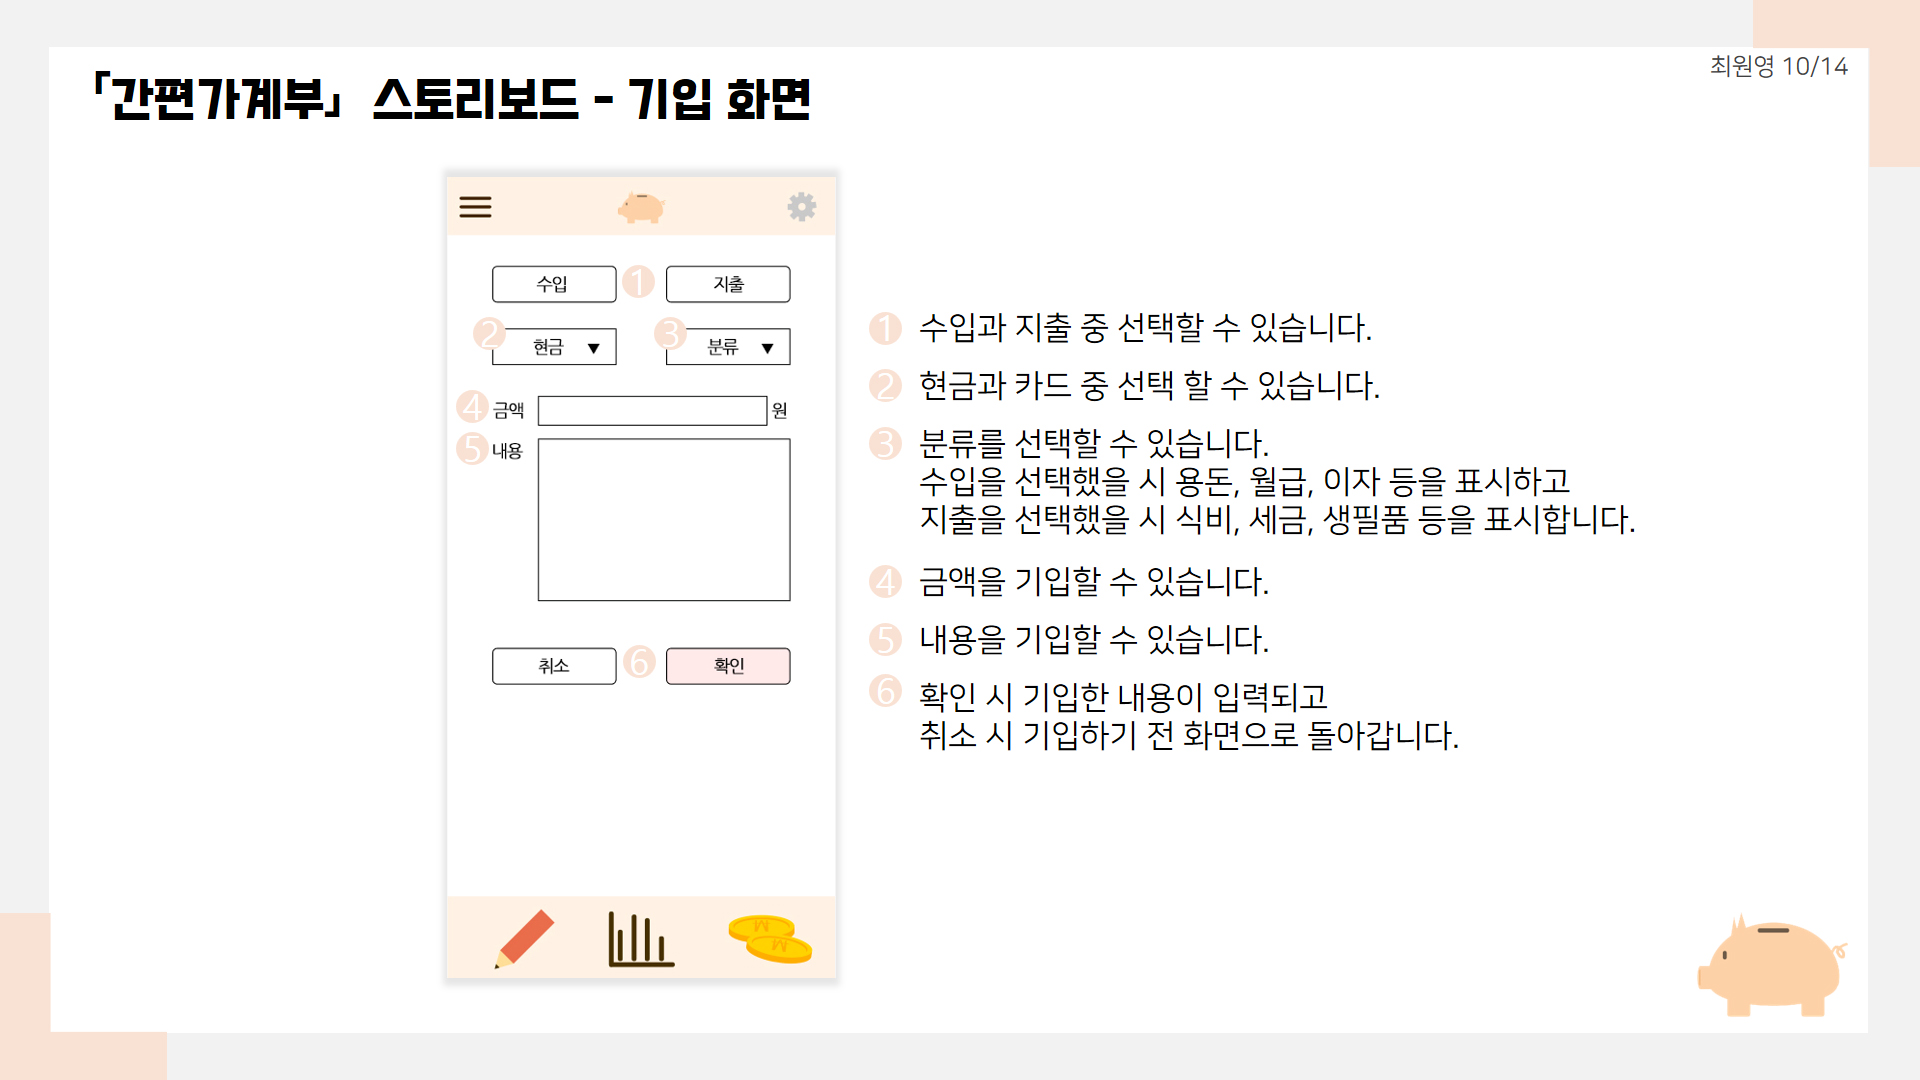 최원영 10/14
「간편가계부」 스토리보드 - 기입 화면
수입 1 지출
2 현금 ▼ 3 분류 ▼
4 금액 원
5 내용
취소 6 확인
1 수입과 지출 중 선택할 수 있습니다.
2 현금과 카드 중 선택 할 수 있습니다.
3 분류를 선택할 수 있습니다.
수입을 선택했을 시 용돈, 월급, 이자 등을 표시하고
지출을 선택했을 시 식비, 세금, 생필품 등을 표시합니다.
4 금액을 기입할 수 있습니다.
5 내용을 기입할 수 있습니다.
6 확인 시 기입한 내용이 입력되고
취소 시 기입하기 전 화면으로 돌아갑니다.
M
M